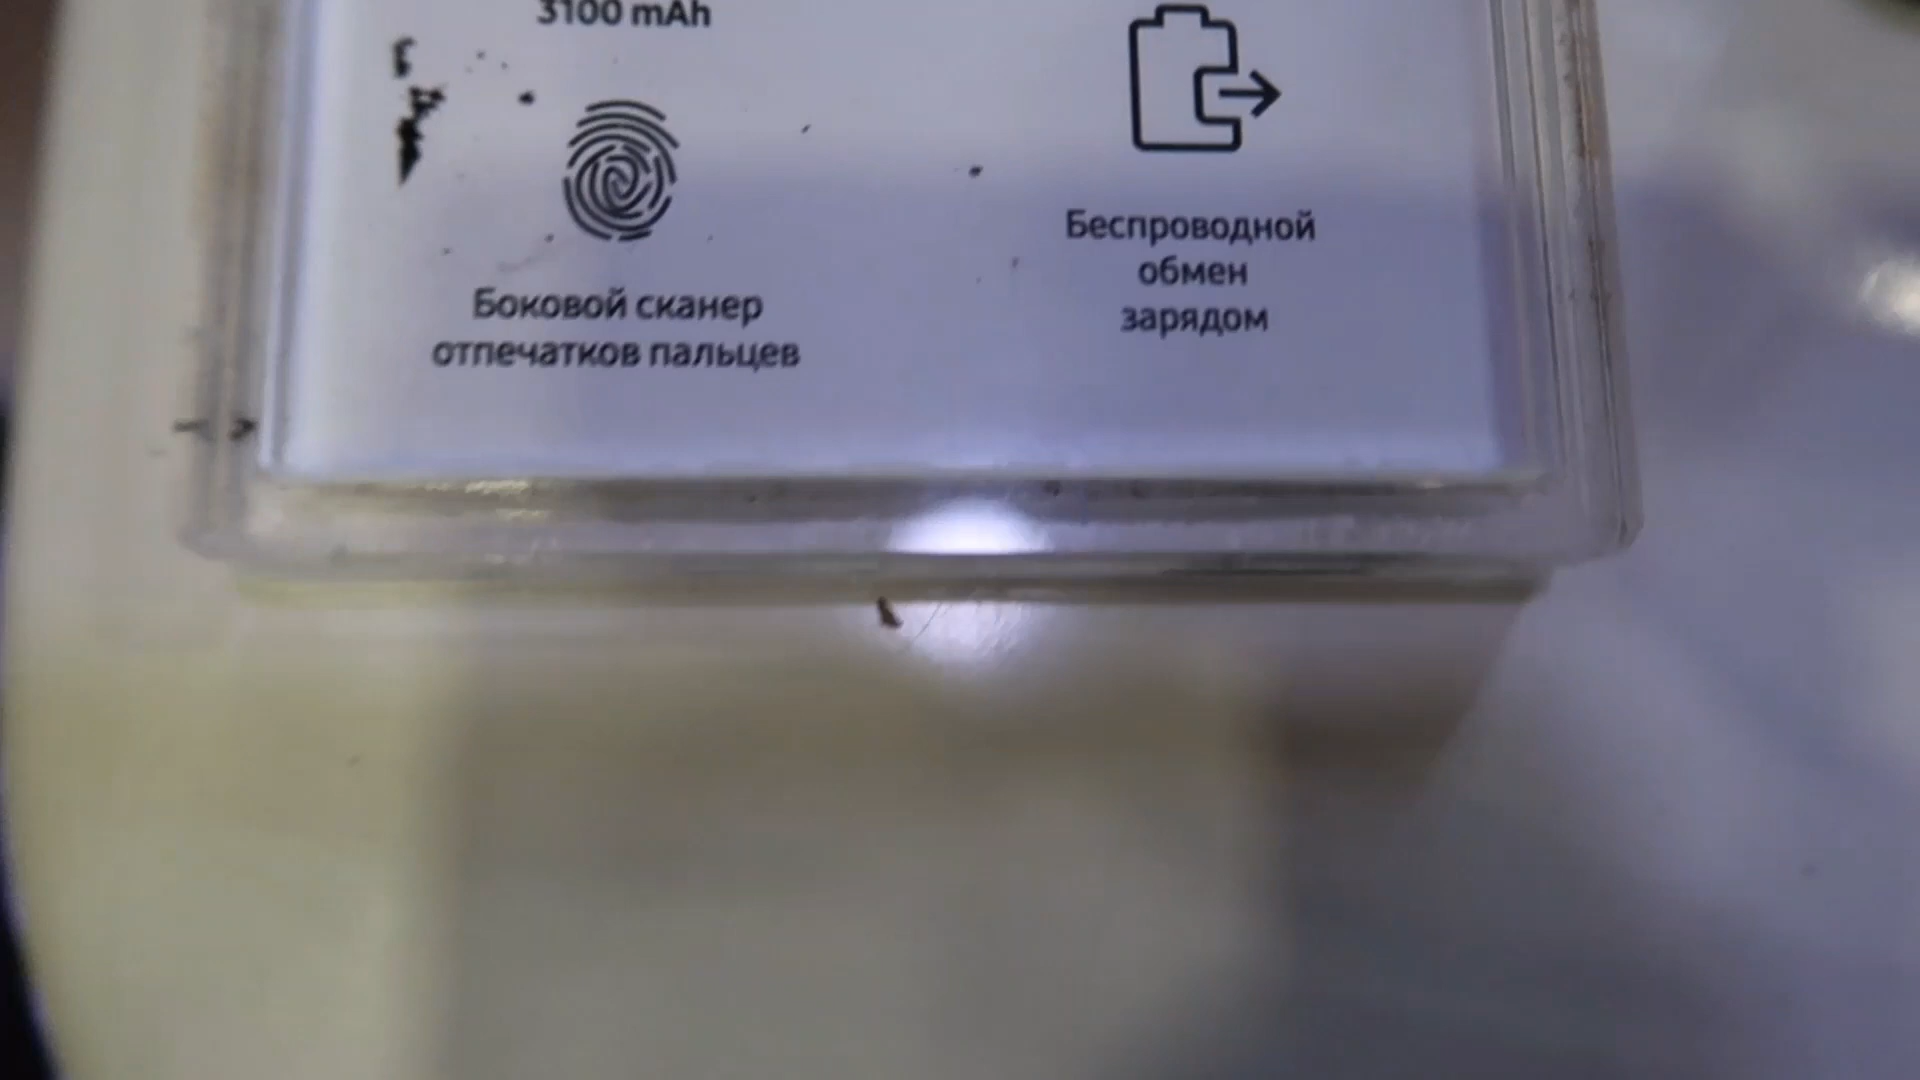 3100 mAh
Боковой сканер
отпечатков пальцев
Беспроводной
обмен
зарядом